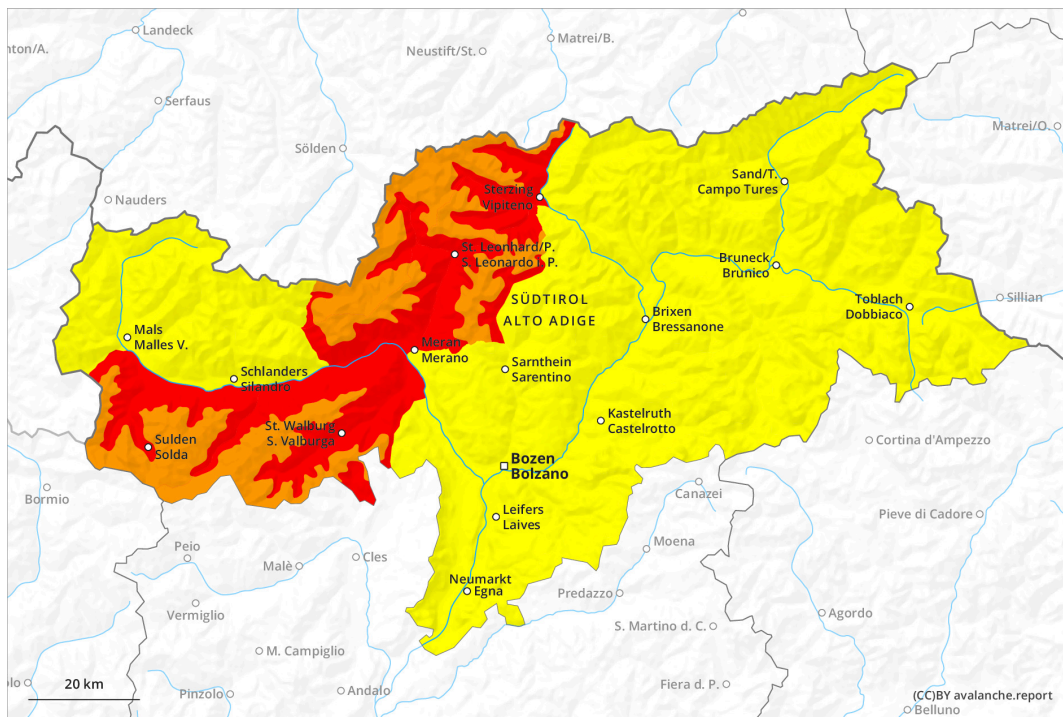 Landeck
Matrei/B.
Neustift/St.
nton/A.
Serfaus
Matrei/O.
Sölden
Sand/T.
Campo Tures
Sterzing
Vipiteno
Nauders
St. Leonhard/P.
S. Leonardo i. P.
Bruneck
Brunico
SÜDTIROL
ALTO ADIGE
Toblach
Dobbiaco
Sillian
Brixen
Bressanone
Mals
Malles V.
Meran
Merano
Sarnthein
Sarentino
Schlanders
Silandro
Kastelruth
Castelrotto
St. Walburg
S. Valburga
Sulden
Solda
Cortina d'Ampezzo
Bozen
Bolzano
Bormio
Canazei
Leifers
Laives
Pieve di Cadore
Peio
Moena
Cles
Malè
Neumarkt
Egna
Predazzo
Vermiglio
Agordo
S. Martino d. C.
M. Campiglio
20 km
olo
Pinzolo
Andalo
Fiera d. P.
(CC)BY avalanche.report
Belluno